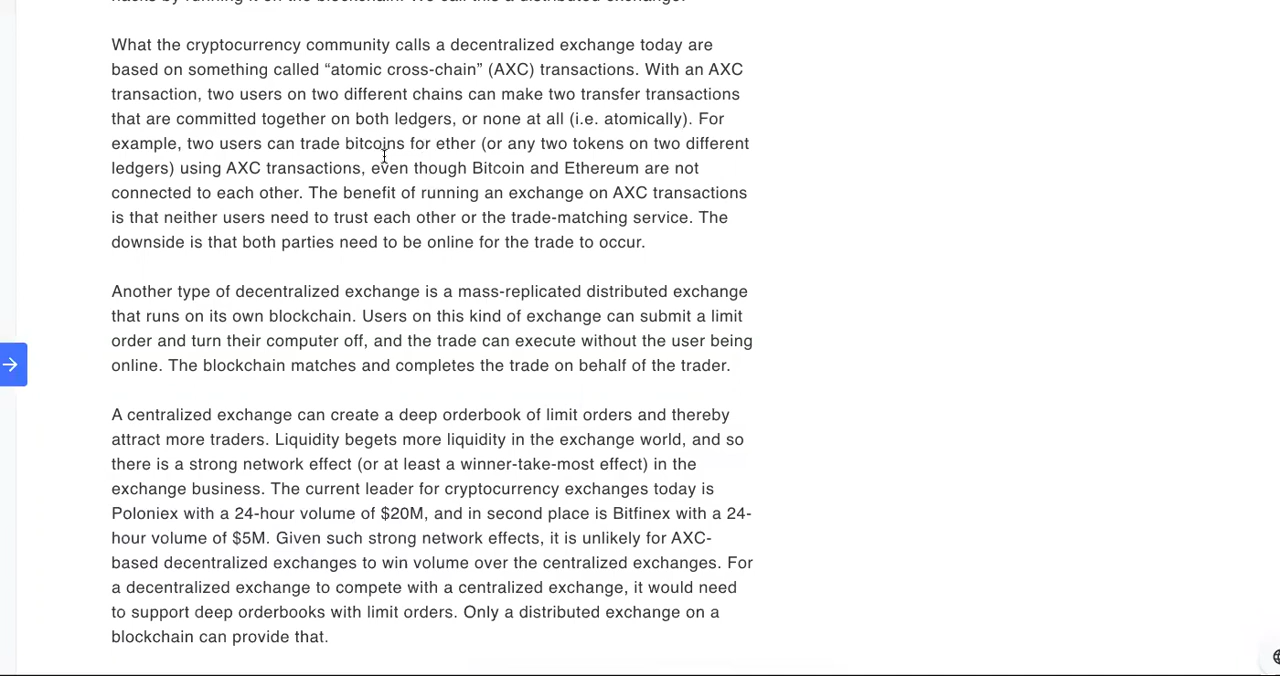 hacks by running it on the blockchain. We call this a distributed exchange.
What the cryptocurrency community calls a decentralized exchange today are
based on something called “atomic cross-chain” (AXC) transactions. With an AXC
transaction, two users on two different chains can make two transfer transactions
that are committed together on both ledgers, or none at all (i.e. atomically). For
example, two users can trade bitcoins for ether (or any two tokens on two different
ledgers) using AXC transactions, even though Bitcoin and Ethereum are not
connected to each other. The benefit of running an exchange on AXC transactions
is that neither users need to trust each other or the trade-matching service. The
downside is that both parties need to be online for the trade to occur.
Another type of decentralized exchange is a mass-replicated distributed exchange
that runs on its own blockchain. Users on this kind of exchange can submit a limit
order and turn their computer off, and the trade can execute without the user being
online. The blockchain matches and completes the trade on behalf of the trader.
A centralized exchange can create a deep orderbook of limit orders and thereby
attract more traders. Liquidity begets more liquidity in the exchange world, and so
there is a strong network effect (or at least a winner-take-most effect) in the
exchange business. The current leader for cryptocurrency exchanges today is
Poloniex with a 24-hour volume of $20M, and in second place is Bitfinex with a 24-
hour volume of $5M. Given such strong network effects, it is unlikely for AXC-
based decentralized exchanges to win volume over the centralized exchanges. For
a decentralized exchange to compete with a centralized exchange, it would need
to support deep orderbooks with limit orders. Only a distributed exchange on a
blockchain can provide that.